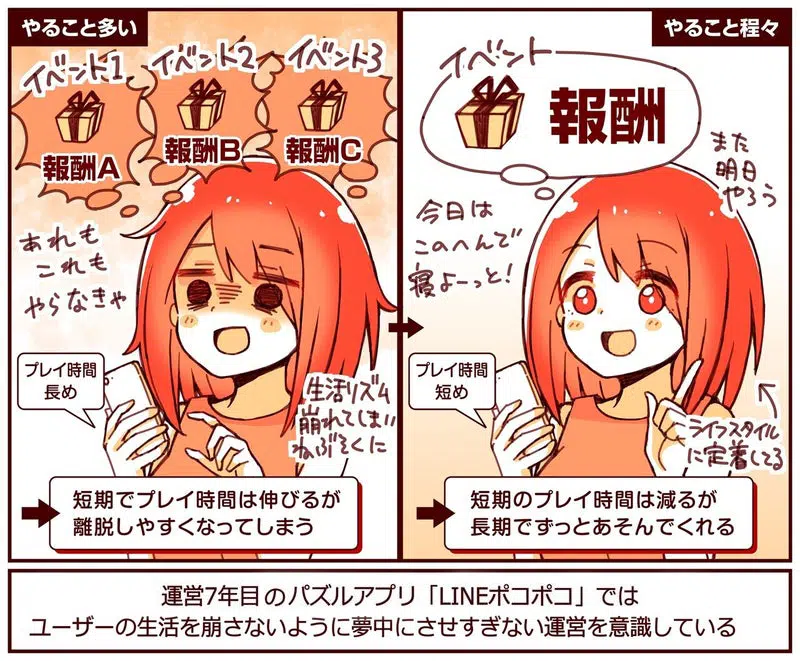 やること多い
イベント1
イベント2
イベント3
報酬A
報酬B
報酬C
あれも
これも
やらなきゃ
プレイ時間
長め
生活リズム
崩れてしまい
ねぶそくに
短期でプレイ時間は伸びるが
離脱しやすくなってしまう
やること程々
イベント
報酬
また
明日
やろう
今日は
このへんで
寝よーっと!
プレイ時間
短め
ライフスタイル
に定着してる
短期のプレイ時間は減るが
長期でずっとあそんでくれる
運営7年目のパズルアプリ「LINEポコポコ」では
ユーザーの生活を崩さないように夢中にさせすぎない運営を意識している